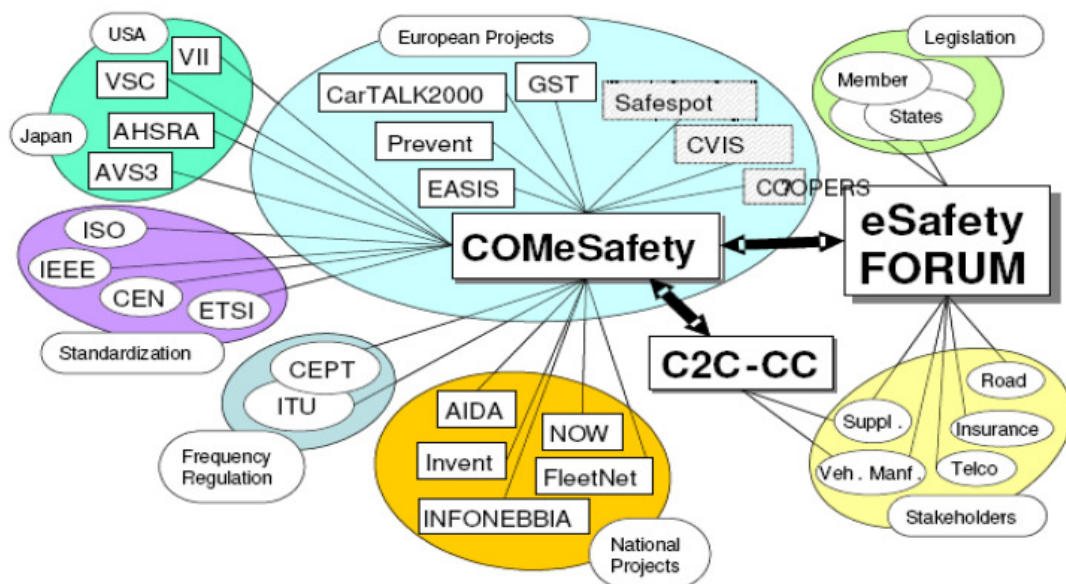 USA
VII
VSC
Japan
AHSRA
AVS3
European Projects
CarTALK2000
GST
Safespot
Prevent
CVIS
EASIS
COOPERS
?
Legislation
Member
States
ISO
IEEE
CEN
ETSI
Standardization
COMeSafety
eSafety
FORUM
C2C-CC
CEPT
ITU
Frequency
Regulation
AIDA
NOW
Invent
FleetNet
INFONEBBIA
National
Projects
Road
Suppl .
Insurance
Veh . Manf .
Telco
Stakeholders